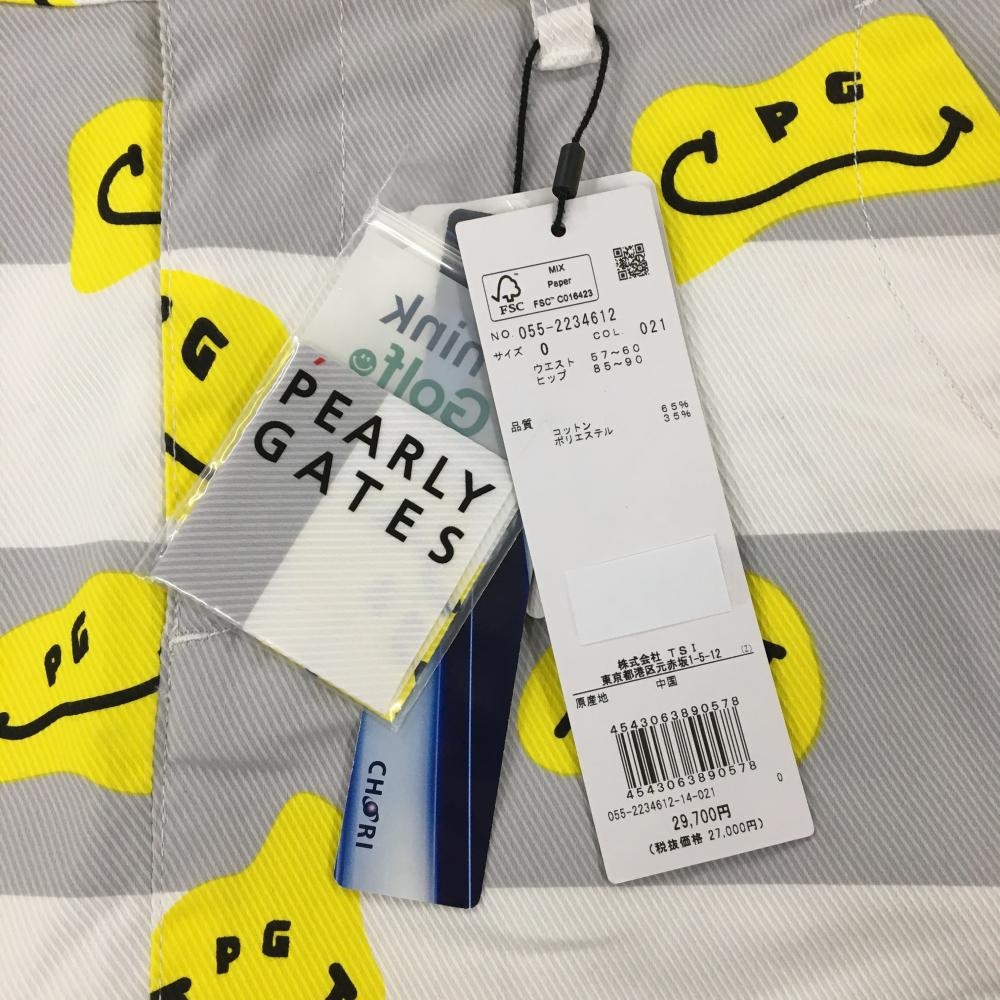 PG
PG
PG
PG
hink
Golf
PEARLY
GATES
CHORI
FSC™
MIX
Paper
FSC™ C016423
NO. 055-2234612
COL. 021
サイズ 0
ウエスト 57～60
ヒップ 85～90
品質 コットン 65%
ポリエステル 35%
株式会社 TSI
東京都港区元赤坂1-5-12 (Z)
原産地 中国
4543063890578
4543063890578
055-2234612-14-021 0
29,700円
(税抜価格 27,000円)